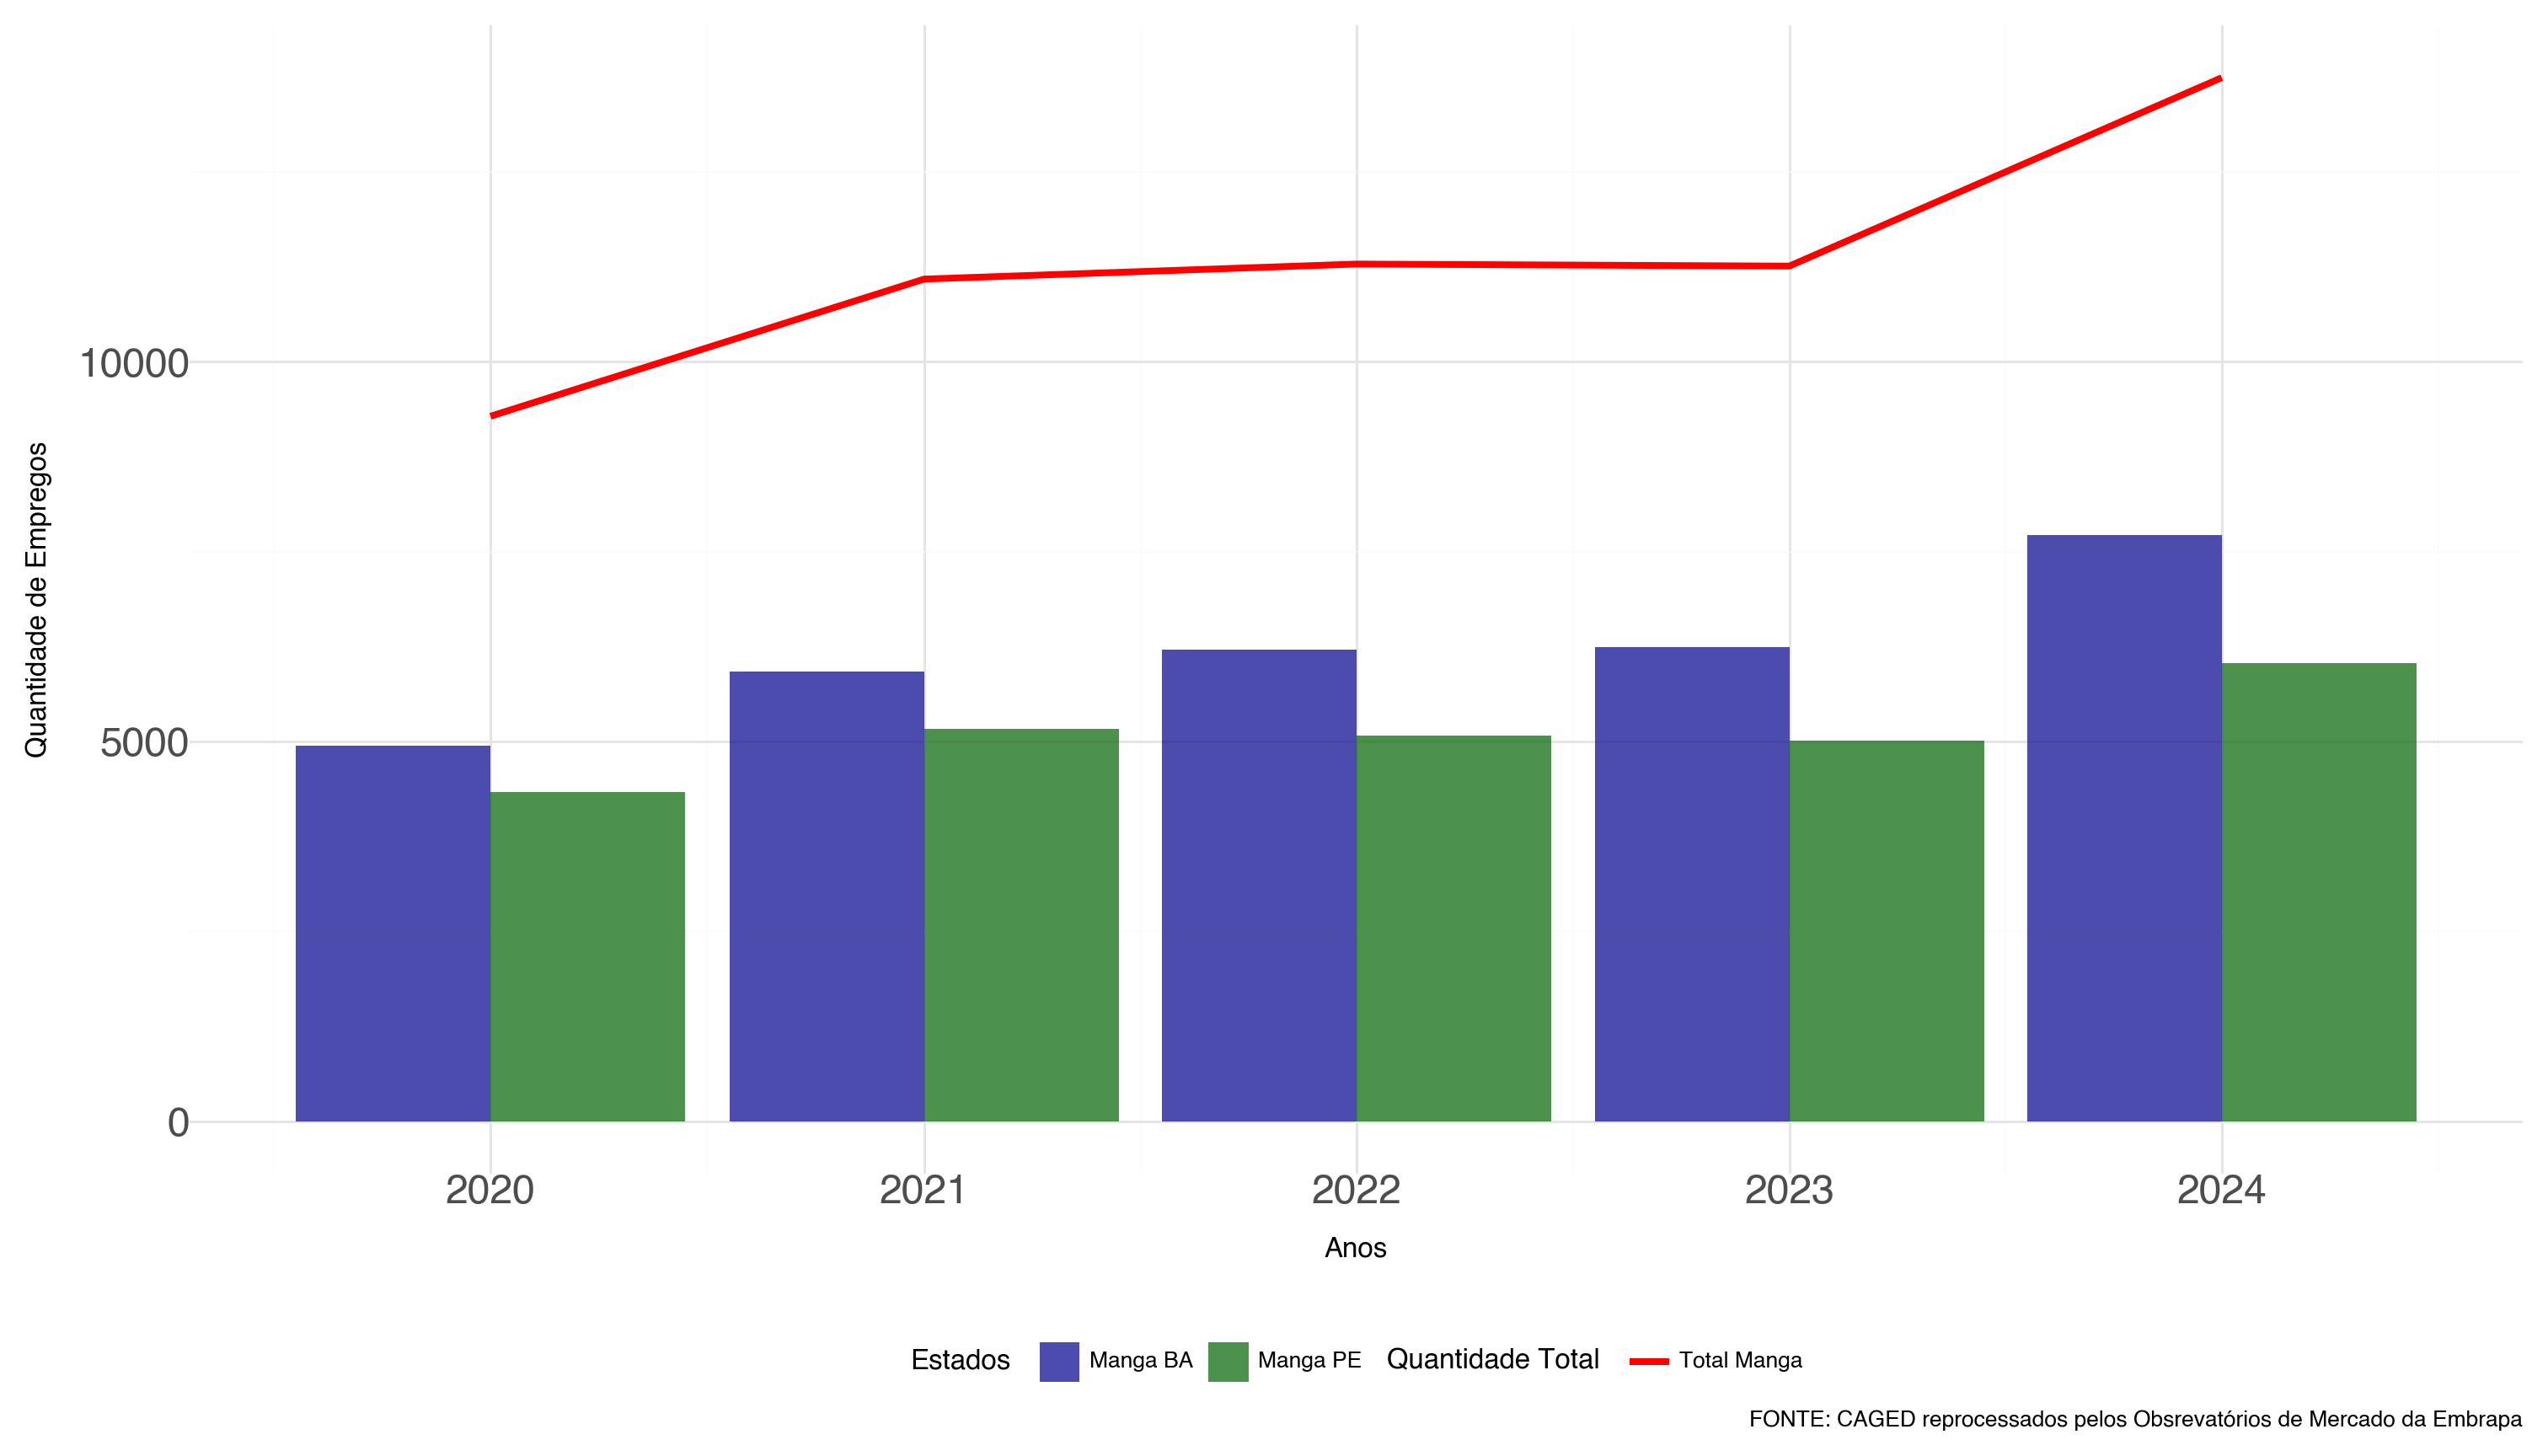 10000
5000
0
Quantidade de Empregos
2020 2021 2022 2023 2024
Anos
Estados Manga BA Manga PE Quantidade Total Total Manga
FONTE: CAGED reprocessados pelos Obsrevatórios de Mercado da Embrapa